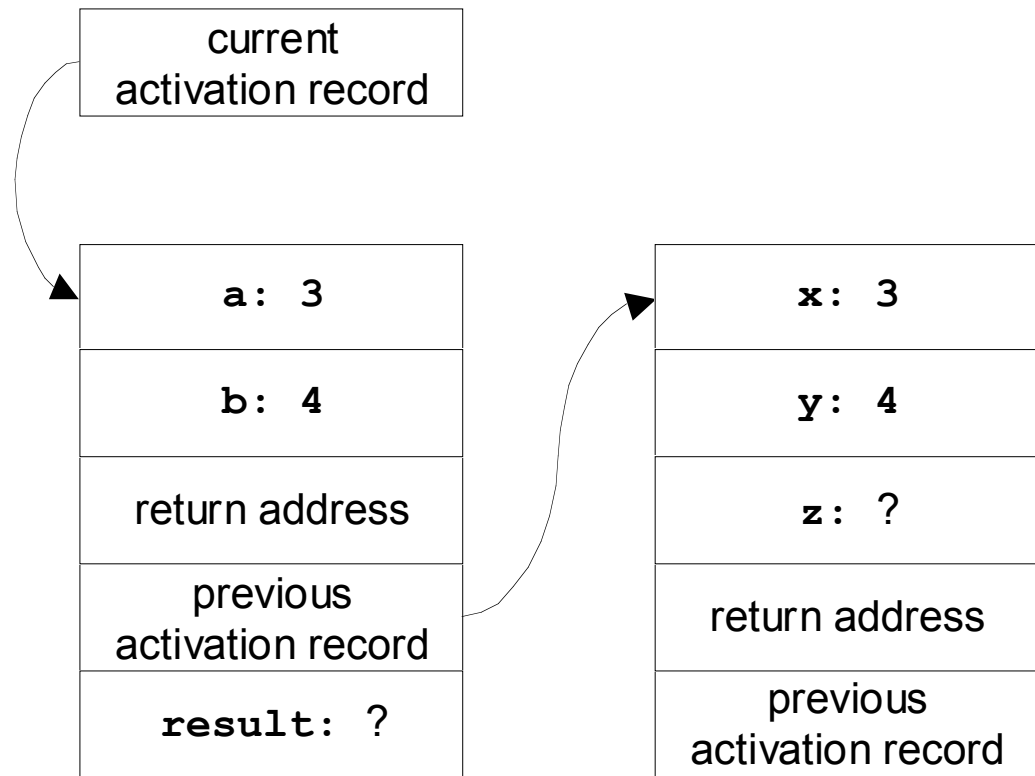 current
activation record
a: 3
b: 4
return address
previous
activation record
result: ?
x: 3
y: 4
z: ?
return address
previous
activation record